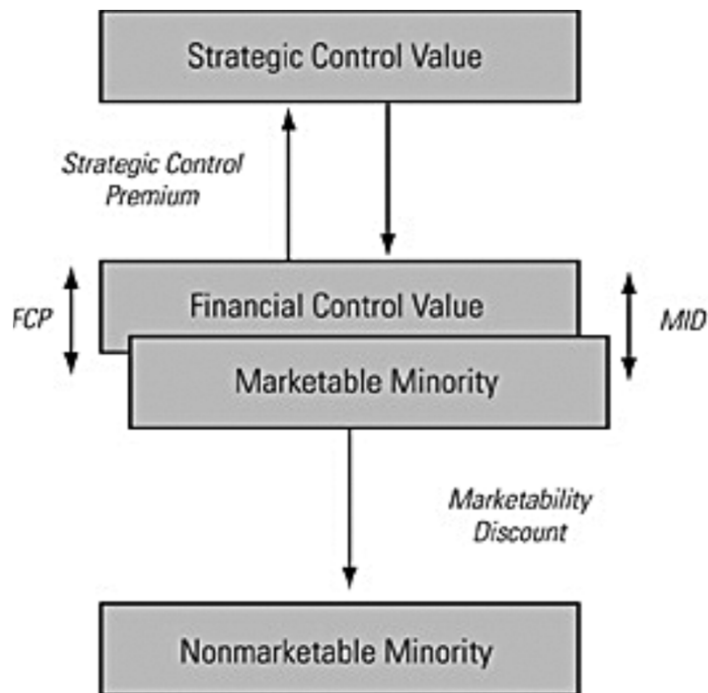 Strategic Control Value
Strategic Control
Premium
FCP
Financial Control Value
MID
Marketable Minority
Marketability
Discount
Nonmarketable Minority